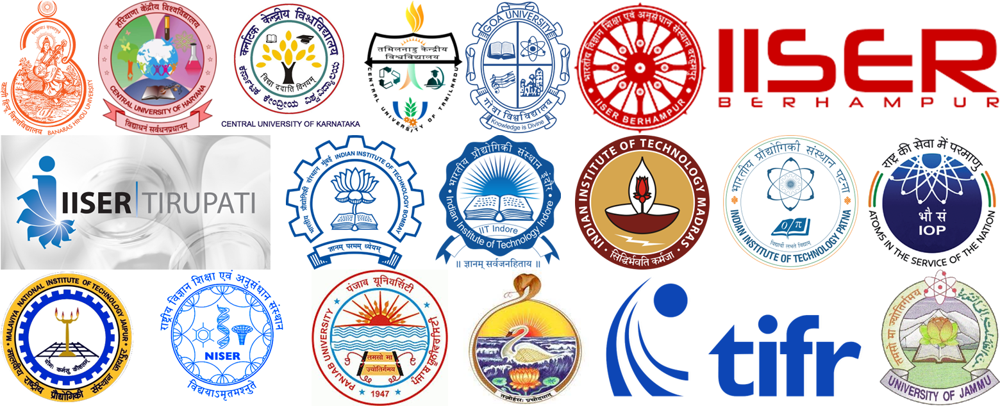 काशी हिन्दू विश्वविद्यालय
BANARAS HINDU UNIVERSITY
हरियाणा केंद्रीय विश्वविद्यालय
CENTRAL UNIVERSITY OF HARYANA
विद्याधनं सर्वधनप्रधानम्
कर्नाटक केन्द्रीय विश्वविद्यालय
विद्या ददाति विनयम्
ಕರ್ನಾಟಕ ಕೇಂದ್ರೀಯ ವಿಶ್ವವಿದ್ಯಾಲಯ
CENTRAL UNIVERSITY OF KARNATAKA
तमिलनाडु केन्द्रीय
विश्वविद्यालय
CENTRAL UNIVERSITY OF TAMILNADU
GOA UNIVERSITY
गोंवा विश्वविद्यालय
Knowledge is Divine
भारतीय विज्ञान शिक्षा एवं अनुसंधान संस्थान बरहमपुर
IISER BERHAMPUR
IISER
BERHAMPUR
IISER TIRUPATI
भारतीय प्रौद्योगिकी संस्थान मुंबई
INDIAN INSTITUTE OF TECHNOLOGY BOMBAY
ज्ञानम् परमम् ध्येयम्
भारतीय प्रौद्योगिकी संस्थान इंदौर
IIT Indore
Indian Institute of Technology Indore
॥ ज्ञानम् सर्वजनहिताय ॥
INDIAN INSTITUTE OF TECHNOLOGY MADRAS
सिद्धिर्भवति कर्मजा
भारतीय प्रौद्योगिकी संस्थान पटना
0 π
विद्यार्थी लभते विद्याम्
INDIAN INSTITUTE OF TECHNOLOGY PATNA
राष्ट्र की सेवा में परमाणु
भौ सं
IOP
ATOMS IN THE SERVICE OF THE NATION
MALAVIYA NATIONAL INSTITUTE OF TECHNOLOGY JAIPUR
योगः कर्मसु कौशलम्
मालवीय राष्ट्रीय प्रौद्योगिकी संस्थान जयपुर
राष्ट्रीय विज्ञान शिक्षा एवं अनुसंधान संस्थान
NISER
विद्ययाऽमृतमश्नुते
पंजाब यूनिवर्सिटी
PANJAB UNIVERSITY
ਪੰਜਾਬ ਯੂਨੀਵਰਸਿਟੀ
तमसो मा
ज्योतिर्गमय
1947
तन्नोहंसः प्रचोदयात्
tifr
तमसो मा ज्योतिर्गमय
UNIVERSITY OF JAMMU